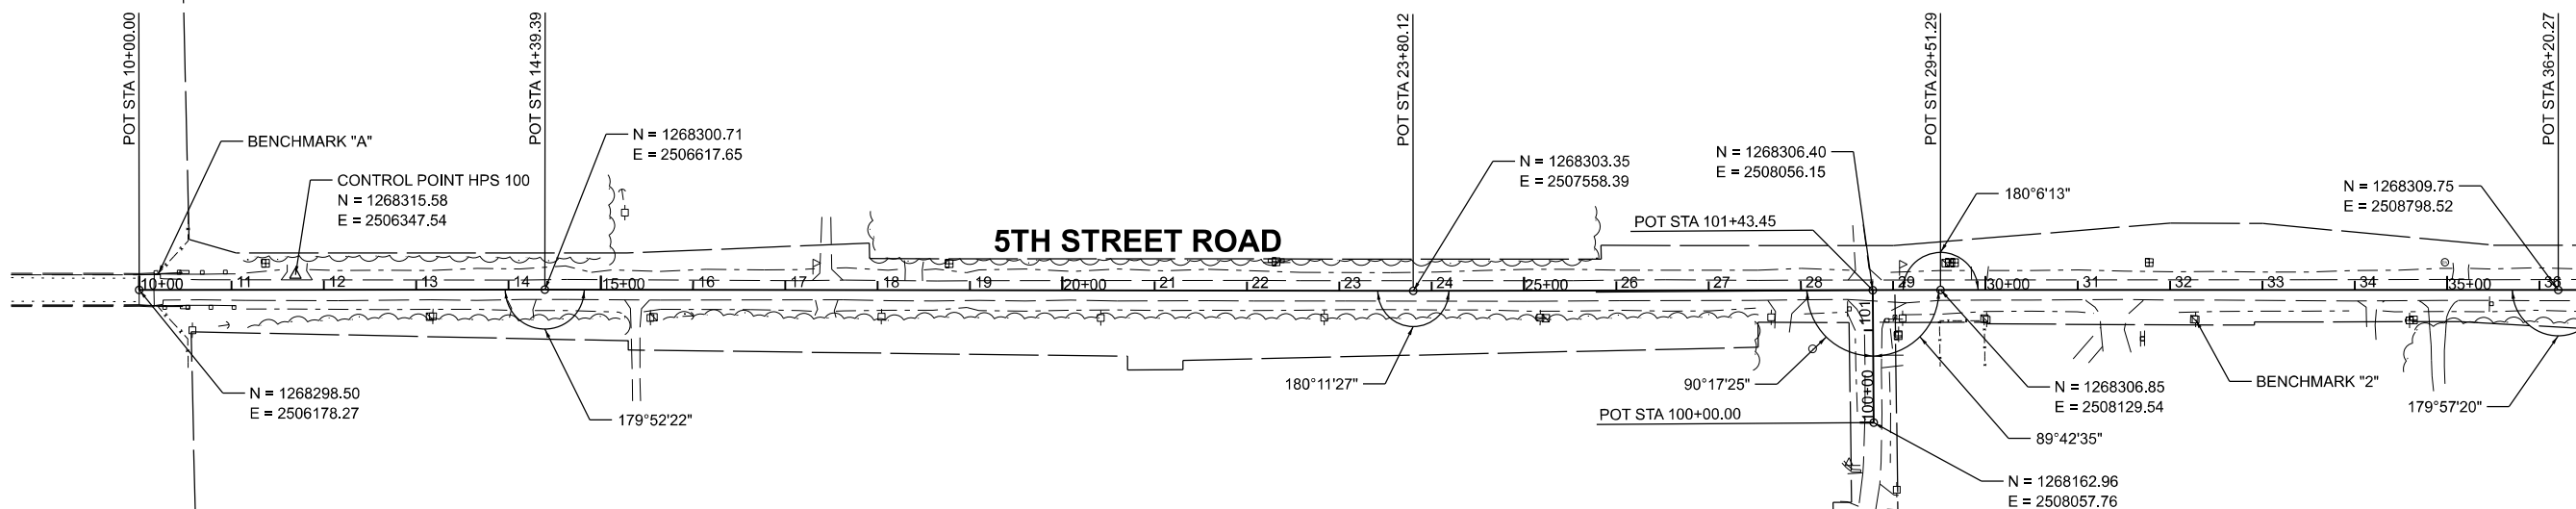 POT STA 10+00.00
POT STA 14+39.39
POT STA 23+80.12
POT STA 29+51.29
POT STA 36+20.27
BENCHMARK "A"
CONTROL POINT HPS 100
N = 1268315.58
E = 2506347.54
N = 1268300.71
E = 2506617.65
N = 1268303.35
E = 2507558.39
N = 1268306.40
E = 2508056.15
180°6'13"
N = 1268309.75
E = 2508798.52
POT STA 101+43.45
5TH STREET ROAD
10+00 11 12 13 14 15+00 16 17 18 19 20+00 21 22 23 24 25+00 26 27 28 29 30+00 31 32 33 34 35+00 36
101
100+00
N = 1268298.50
E = 2506178.27
179°52'22"
180°11'27"
90°17'25"
POT STA 100+00.00
N = 1268306.85
E = 2508129.54
BENCHMARK "2"
179°57'20"
89°42'35"
N = 1268162.96
E = 2508057.76